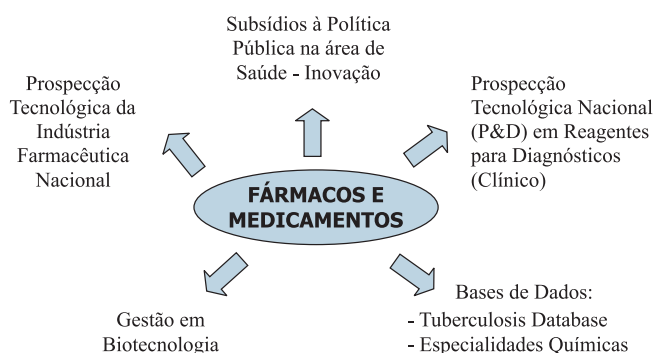 Subsídios à Política
Pública na área de
Saúde - Inovação
Prospecção
Tecnológica da
Indústria
Farmacêutica
Nacional
Prospecção
Tecnológica Nacional
(P&D) em Reagentes
para Diagnósticos
(Clínico)
FÁRMACOS E
MEDICAMENTOS
Gestão em
Biotecnologia
Bases de Dados:
- Tuberculosis Database
- Especialidades Químicas